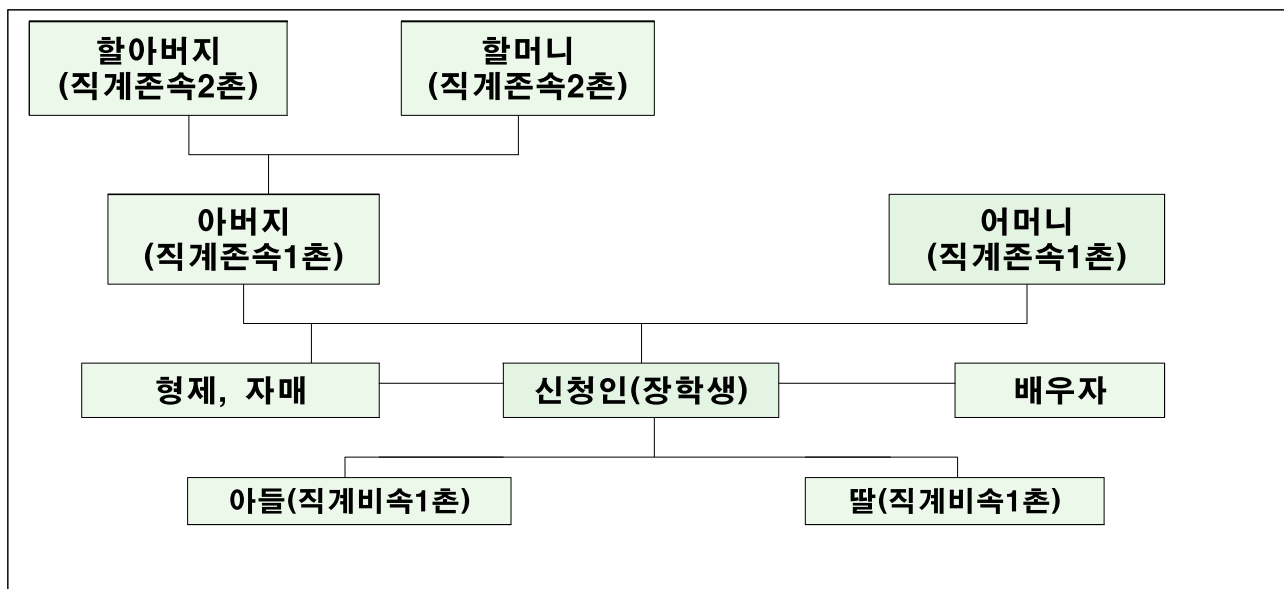 할아버지
(직계존속2촌)
할머니
(직계존속2촌)
아버지
(직계존속1촌)
어머니
(직계존속1촌)
형제, 자매
신청인(장학생)
배우자
아들(직계비속1촌)
딸(직계비속1촌)